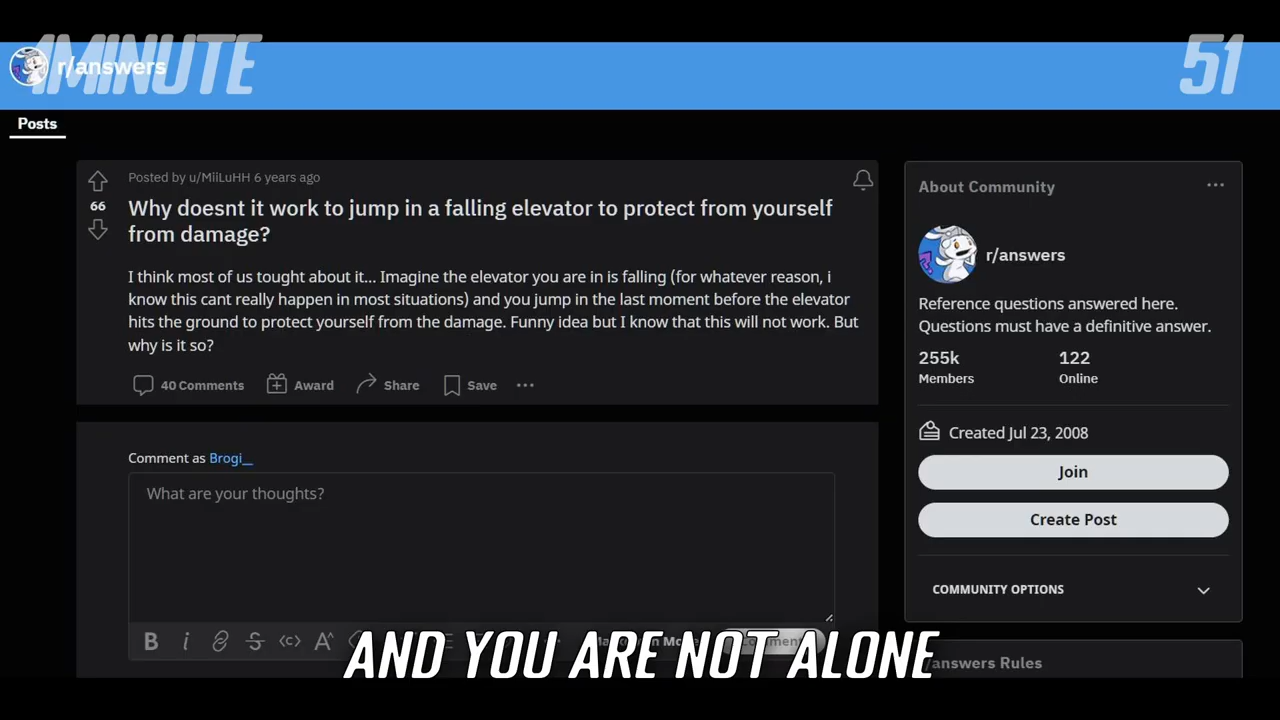 1MINUTE
51
r/answers
Posts
Posted by u/MiiLuHH 6 years ago
66
Why doesnt it work to jump in a falling elevator to protect from yourself
from damage?
I think most of us tought about it... Imagine the elevator you are in is falling (for whatever reason, i
know this cant really happen in most situations) and you jump in the last moment before the elevator
hits the ground to protect yourself from the damage. Funny idea but I know that this will not work. But
why is it so?
40 Comments Award Share Save
Comment as Brogi__
What are your thoughts?
AND YOU ARE NOT ALONE
About Community
r/answers
Reference questions answered here.
Questions must have a definitive answer.
255k 122
Members Online
Created Jul 23, 2008
Join
Create Post
COMMUNITY OPTIONS
r/answers Rules